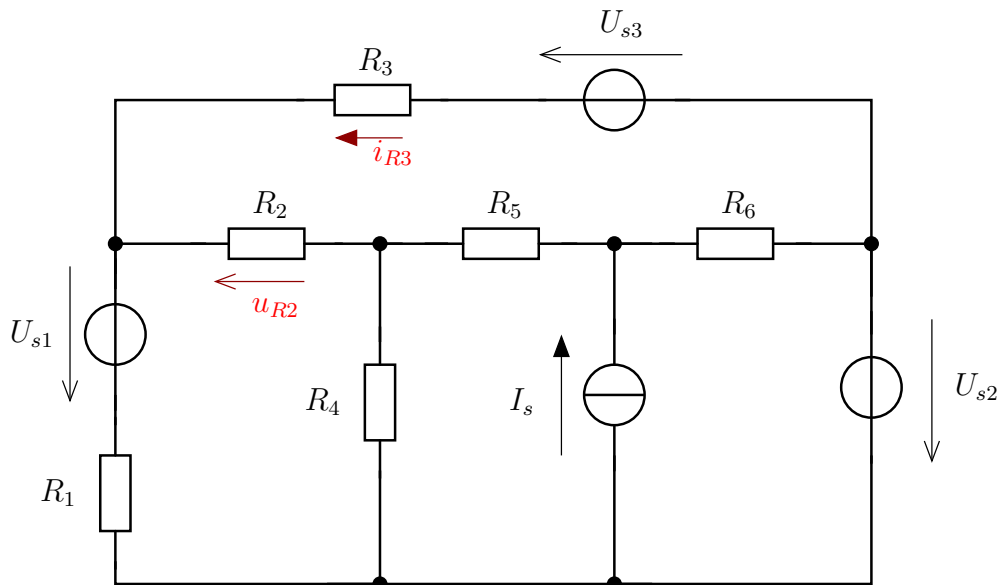 U_{s3}
R_3
i_{R3}
R_2
R_5
R_6
u_{R2}
U_{s1}
R_4
I_s
U_{s2}
R_1